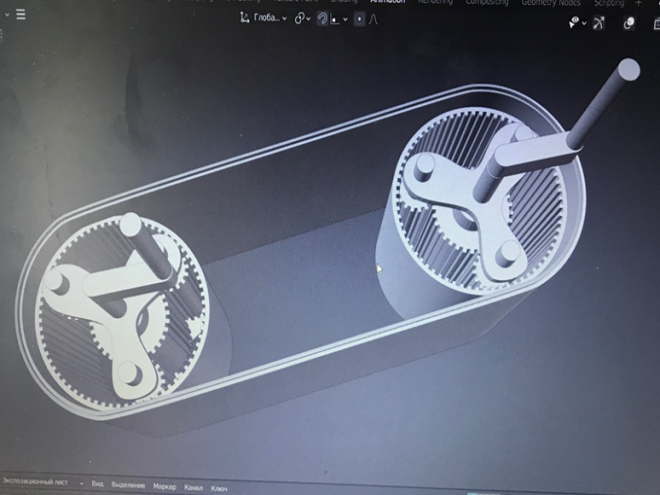 Animation Rendering Compositing Geometry Nodes Scripting +
Глоба...
Экспозиционный лист Вид Выделение Маркер Канал Ключ